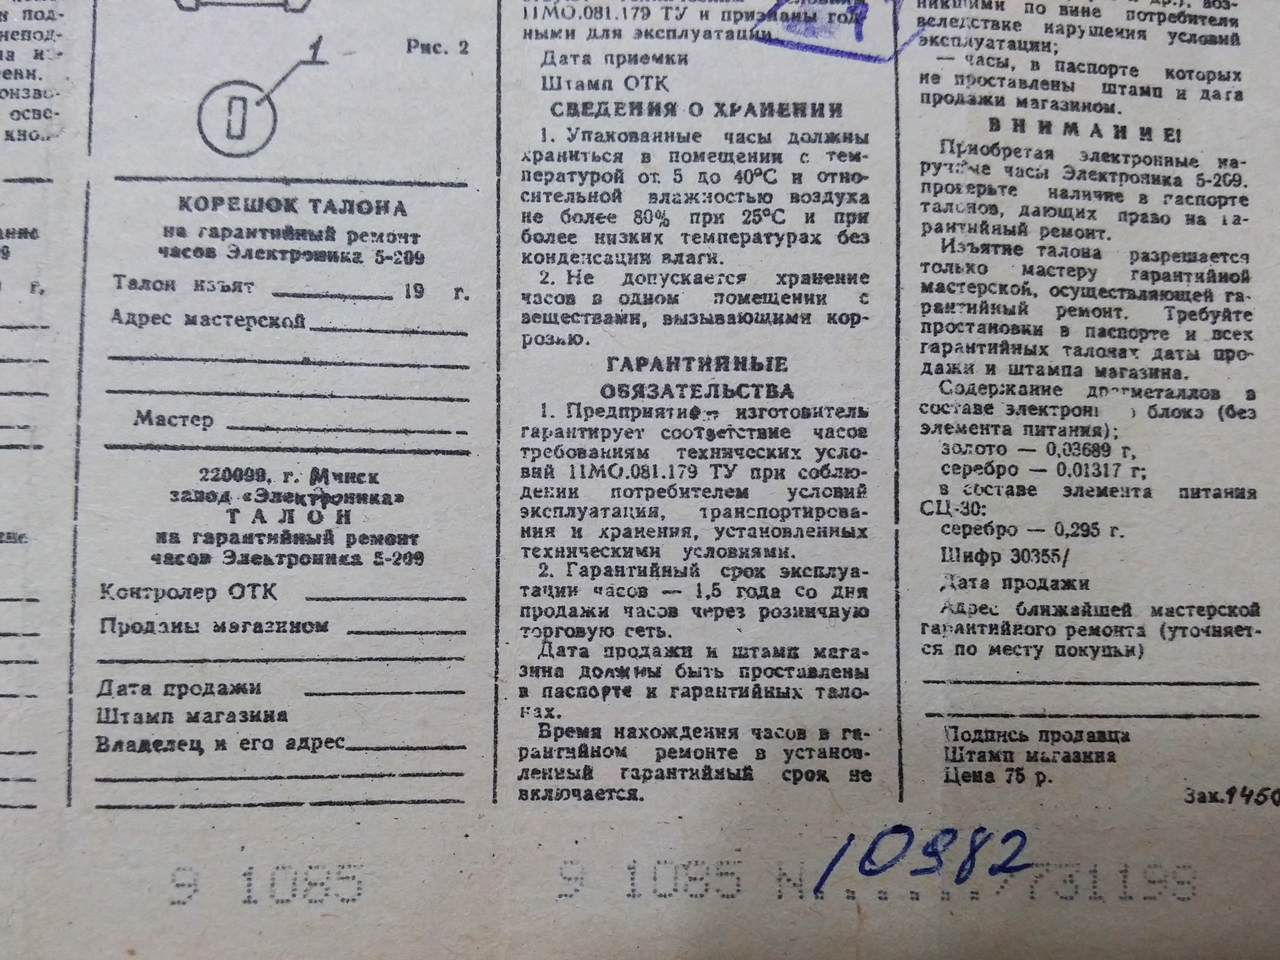 1
Рис. 2
КОРЕШОК ТАЛОНА
на гарантийный ремонт
часов Электроника 5-209
Талон изъят 19 г.
Адрес мастерской
Мастер
220099, г. Минск
завод «Электроника»
ТАЛОН
на гарантийный ремонт
часов Электроника 5-209
Контролер ОТК
Проданы магазином
Дата продажи
Штамп магазина
Владелец и его адрес
11МО.081.179 ТУ и признаны год-
ными для эксплуатации.
Дата приемки
Штамп ОТК
СВЕДЕНИЯ О ХРАНЕНИИ
1. Упакованные часы должны
храниться в помещении с тем-
пературой от 5 до 40°С и отно-
сительной влажностью воздуха
не более 80% при 25°С и при
более низких температурах без
конденсации влаги.
2. Не допускается хранение
часов в одном помещении с
веществами, вызывающими кор-
розию.
ГАРАНТИЙНЫЕ
ОБЯЗАТЕЛЬСТВА
1. Предприятие изготовитель
гарантирует соответствие часов
требованиям технических усло-
вий 11МО.081.179 ТУ при соблю-
дении потребителем условий
эксплуатации, транспортирова-
ния и хранения, установленных
техническими условиями.
2. Гарантийный срок эксплуа-
тации часов — 1,5 года со дня
продажи часов через розничную
торговую сеть.
Дата продажи и штамп мага-
зина должны быть проставлены
в паспорте и гарантийных тало-
нах.
Время нахождения часов в га-
рантийном ремонте в установ-
ленный гарантийный срок не
включается.
никшими по вине потребителя
вследствие нарушения условий
эксплуатации;
— часы, в паспорте которых
не проставлены штамп и дата
продажи магазином.
ВНИМАНИЕ!
Приобретая электронные на-
ручные часы Электроника 5-209.
проверьте наличие в паспорте
талонов, дающих право на га-
рантийный ремонт.
Изъятие талона разрешается
только мастеру гарантийной
мастерской, осуществляющей га-
рантийный ремонт. Требуйте
простановки в паспорте и всех
гарантийных талонах даты про-
дажи и штампа магазина.
Содержание драгметаллов в
составе электронного блока (без
элемента питания);
золото — 0,03689 г,
серебро — 0,01317 г;
в составе элемента питания
СЦ-30:
серебро — 0,295 г.
Шифр 30355/
Дата продажи
Адрес ближайшей мастерской
гарантийного ремонта (уточняет-
ся по месту покупки)
Подпись продавца
Штамп магазина
Цена 75 р.
Зак.1450
10982
9 1085
9 1085 N......7731198